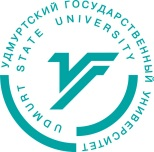 УДМУРТСКИЙ ГОСУДАРСТВЕННЫЙ УНИВЕРСИТЕТ
UDMURT STATE UNIVERSITY